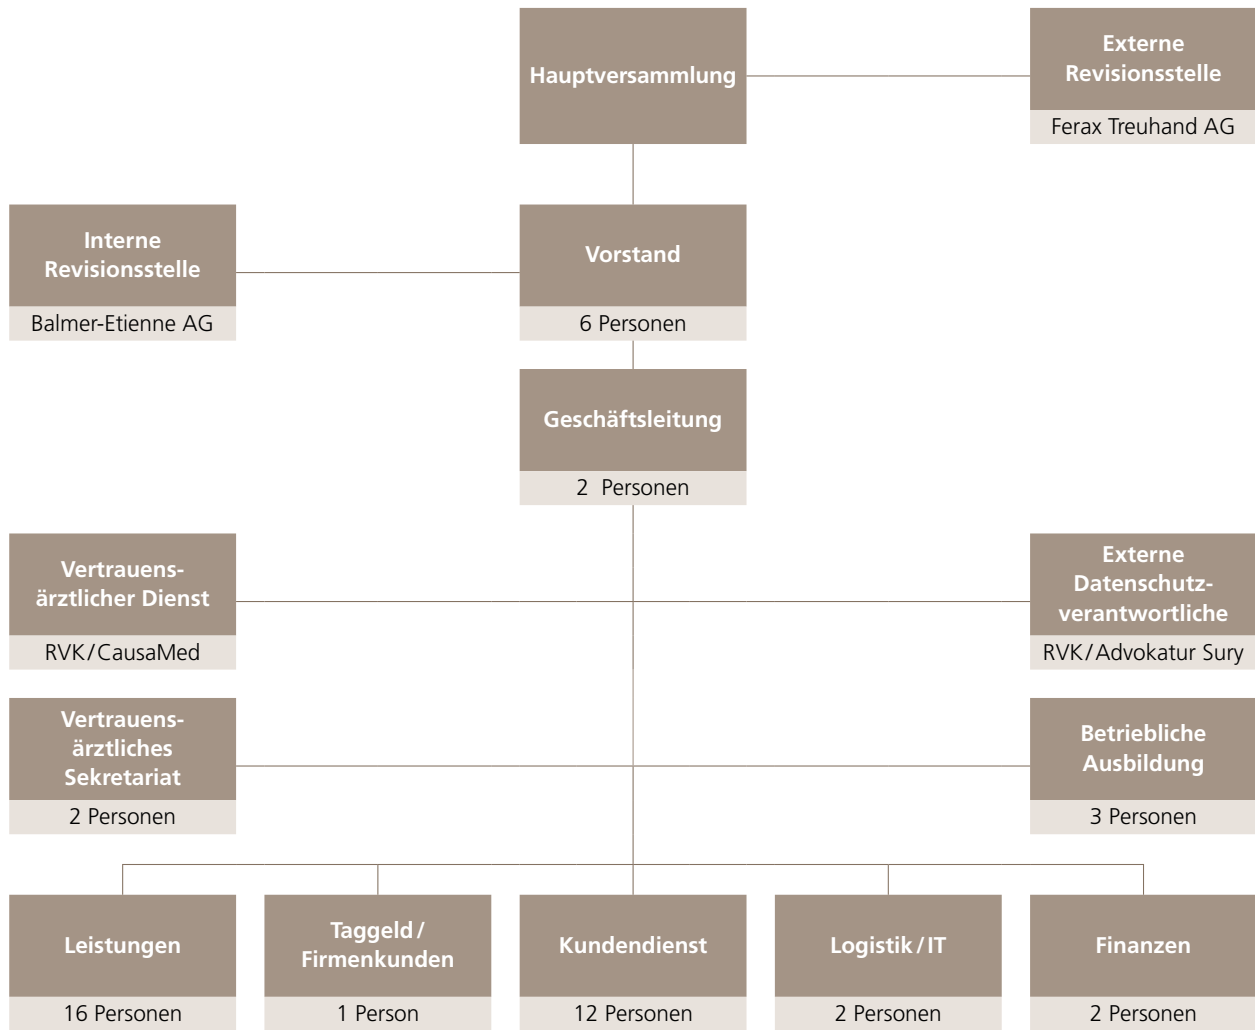 Hauptversammlung
Externe
Revisionsstelle
Ferax Treuhand AG
Interne
Revisionsstelle
Balmer-Etienne AG
Vorstand
6 Personen
Geschäftsleitung
2 Personen
Vertrauens-
ärztlicher Dienst
RVK/CausaMed
Externe
Datenschutz-
verantwortliche
RVK/Advokatur Sury
Vertrauens-
ärztliches
Sekretariat
2 Personen
Betriebliche
Ausbildung
3 Personen
Leistungen
16 Personen
Taggeld/
Firmenkunden
1 Person
Kundendienst
12 Personen
Logistik/IT
2 Personen
Finanzen
2 Personen